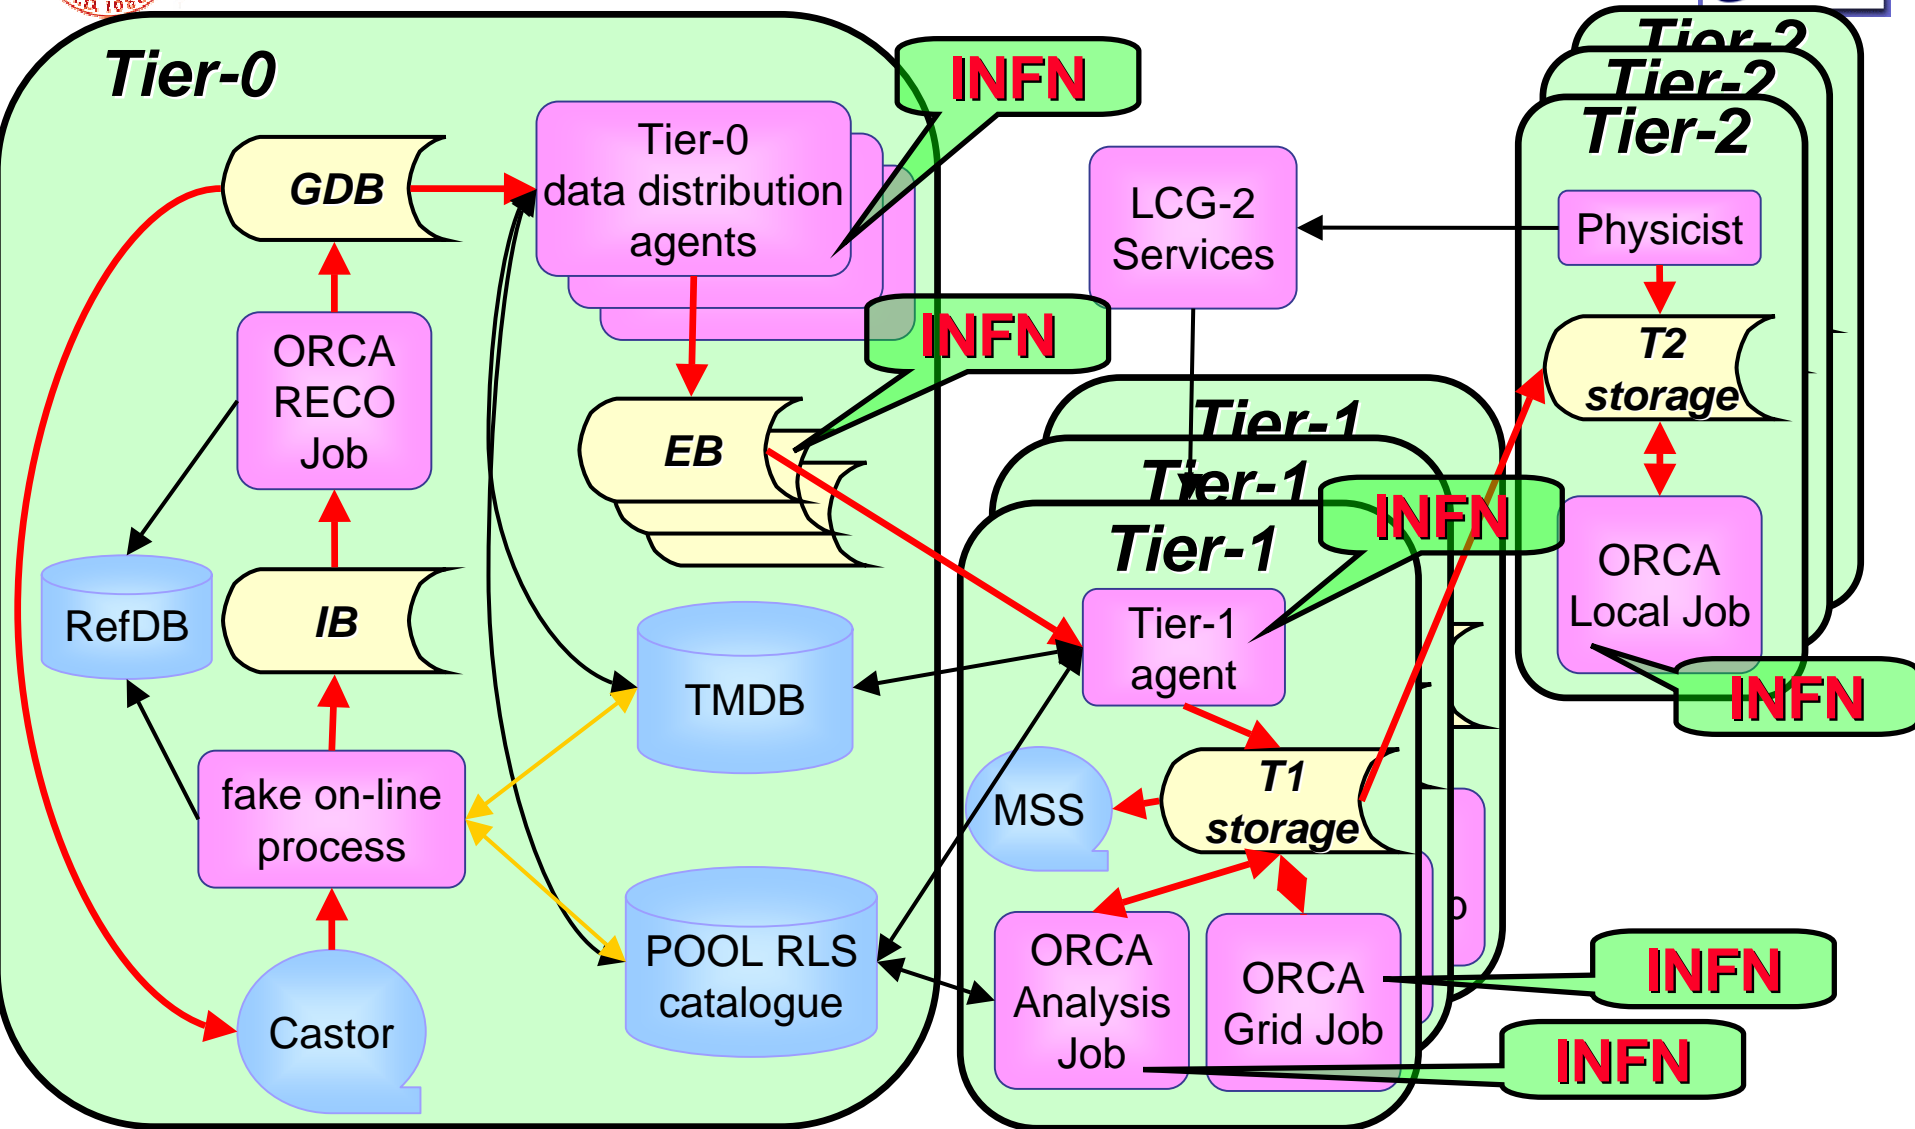 Tier-0
INFN
Tier-2
Tier-2
Tier-2
Tier-0
data distribution
agents
GDB
LCG-2
Services
Physicist
INFN
ORCA
RECO
Job
T2
storage
EB
Tier-1
Tier-1
Tier-1
INFN
RefDB
IB
Tier-1
agent
ORCA
Local Job
INFN
TMDB
fake on-line
process
MSS
T1
storage
POOL RLS
catalogue
ORCA
Analysis
Job
ORCA
Grid Job
INFN
INFN
Castor